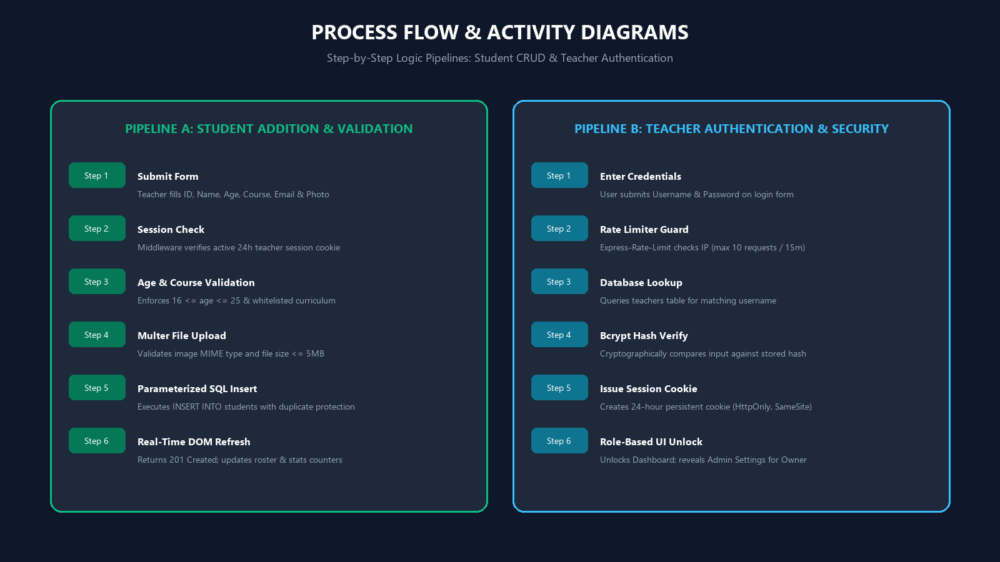 PROCESS FLOW & ACTIVITY DIAGRAMS
Step-by-Step Logic Pipelines: Student CRUD & Teacher Authentication
PIPELINE A: STUDENT ADDITION & VALIDATION
Step 1
Submit Form
Teacher fills ID, Name, Age, Course, Email & Photo
Step 2
Session Check
Middleware verifies active 24h teacher session cookie
Step 3
Age & Course Validation
Enforces 16 <= age <= 25 & whitelisted curriculum
Step 4
Multer File Upload
Validates image MIME type and file size <= 5MB
Step 5
Parameterized SQL Insert
Executes INSERT INTO students with duplicate protection
Step 6
Real-Time DOM Refresh
Returns 201 Created; updates roster & stats counters
PIPELINE B: TEACHER AUTHENTICATION & SECURITY
Step 1
Enter Credentials
User submits Username & Password on login form
Step 2
Rate Limiter Guard
Express-Rate-Limit checks IP (max 10 requests / 15m)
Step 3
Database Lookup
Queries teachers table for matching username
Step 4
Bcrypt Hash Verify
Cryptographically compares input against stored hash
Step 5
Issue Session Cookie
Creates 24-hour persistent cookie (HttpOnly, SameSite)
Step 6
Role-Based UI Unlock
Unlocks Dashboard; reveals Admin Settings for Owner